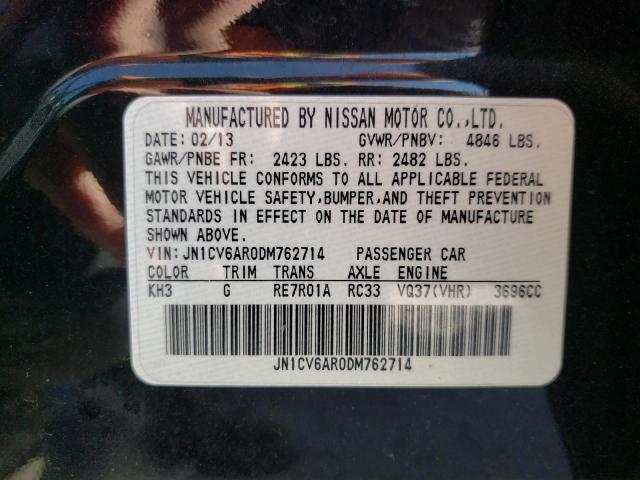 MANUFACTURED BY NISSAN MOTOR CO.,LTD.
DATE: 02/13 GVWR/PNBV: 4846 LBS.
GAWR/PNBE FR: 2423 LBS. RR: 2482 LBS.
THIS VEHICLE CONFORMS TO ALL APPLICABLE FEDERAL
MOTOR VEHICLE SAFETY,BUMPER,AND THEFT PREVENTION
STANDARDS IN EFFECT ON THE DATE OF MANUFACTURE
SHOWN ABOVE.
VIN: JN1CV6AR0DM762714 PASSENGER CAR
COLOR TRIM TRANS AXLE ENGINE
KH3 G RE7R01A RC33 VQ37(VHR) 3696CC
JN1CV6AR0DM762714